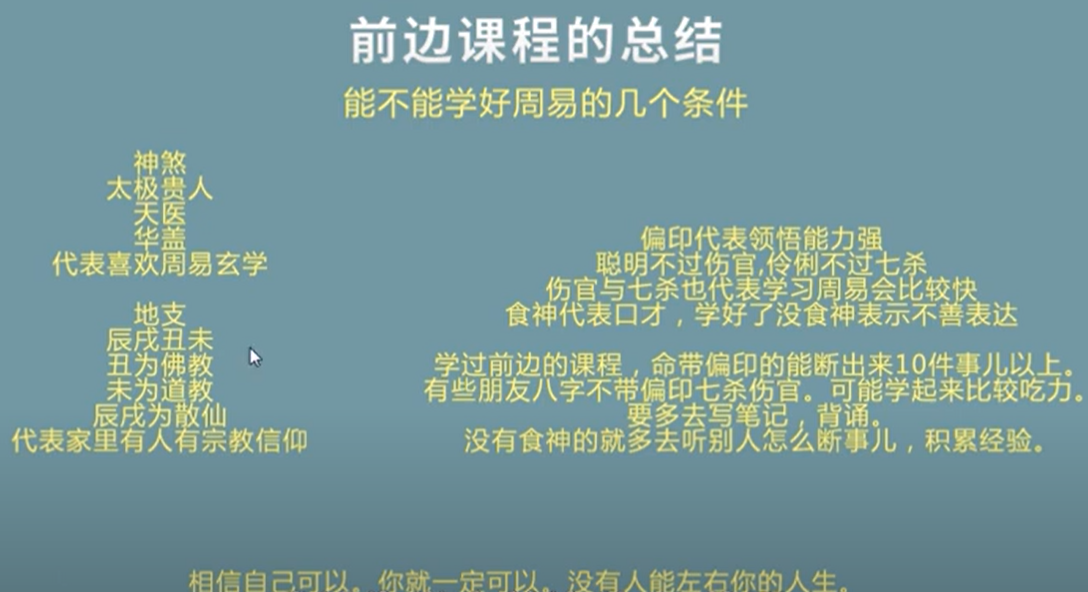 前边课程的总结
能不能学好周易的几个条件
神煞
太极贵人
天医
华盖
代表喜欢周易玄学
地支
辰戌丑未
丑为佛教
未为道教
辰戌为散仙
代表家里有人有宗教信仰
偏印代表领悟能力强
聪明不过伤官,伶俐不过七杀
伤官与七杀也代表学习周易会比较快
食神代表口才，学好了没食神表示不善表达
学过前边的课程，命带偏印的能断出来10件事儿以上。
有些朋友八字不带偏印七杀伤官。可能学起来比较吃力。
要多去写笔记，背诵。
没有食神的就多去听别人怎么断事儿，积累经验。
相信自己可以。你就一定可以。没有人能左右你的人生。